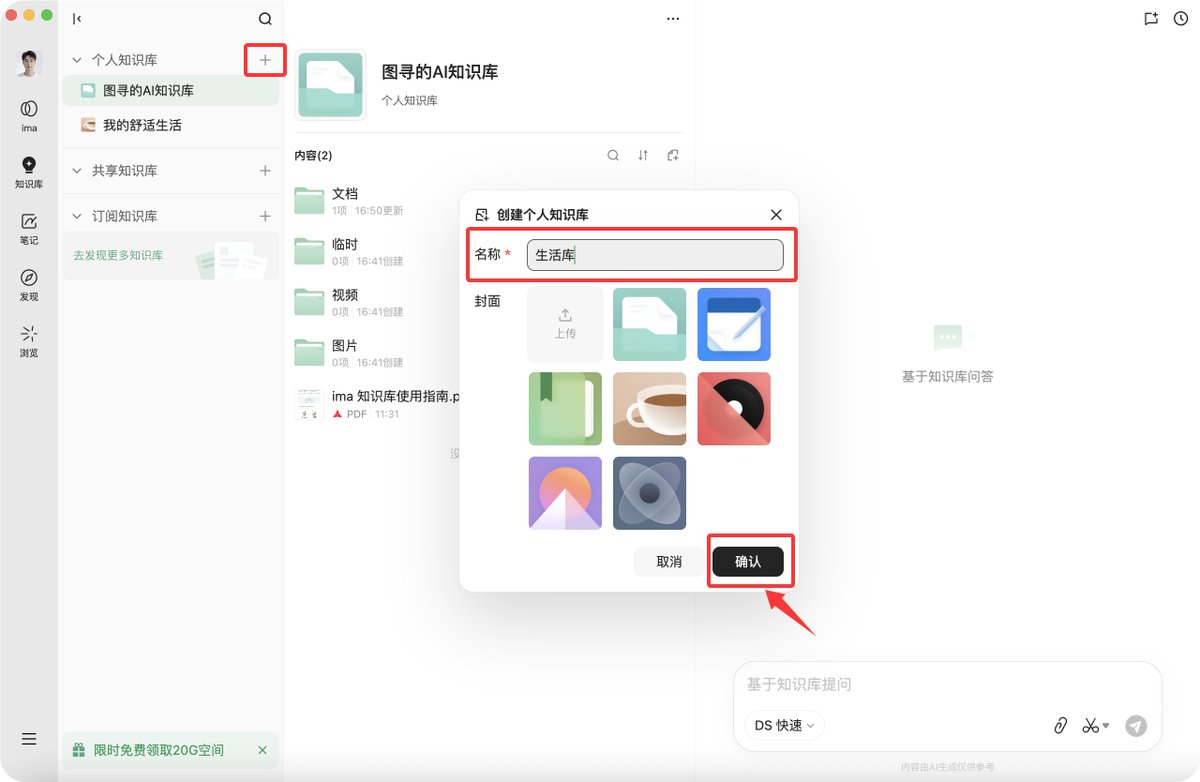 ima
知识库
笔记
发现
浏览
个人知识库
图寻的AI知识库
我的舒适生活
共享知识库
订阅知识库
去发现更多知识库
限时免费领取20G空间
图寻的AI知识库
个人知识库
内容(2)
文档
1项 16:50更新
临时
0项 16:41创建
视频
0项 16:41创建
图片
0项 16:41创建
ima 知识库使用指南.p
PDF 11:31
没
创建个人知识库
名称 *
生活库
封面
上传
取消
确认
基于知识库问答
基于知识库提问
DS 快速
内容由AI生成仅供参考